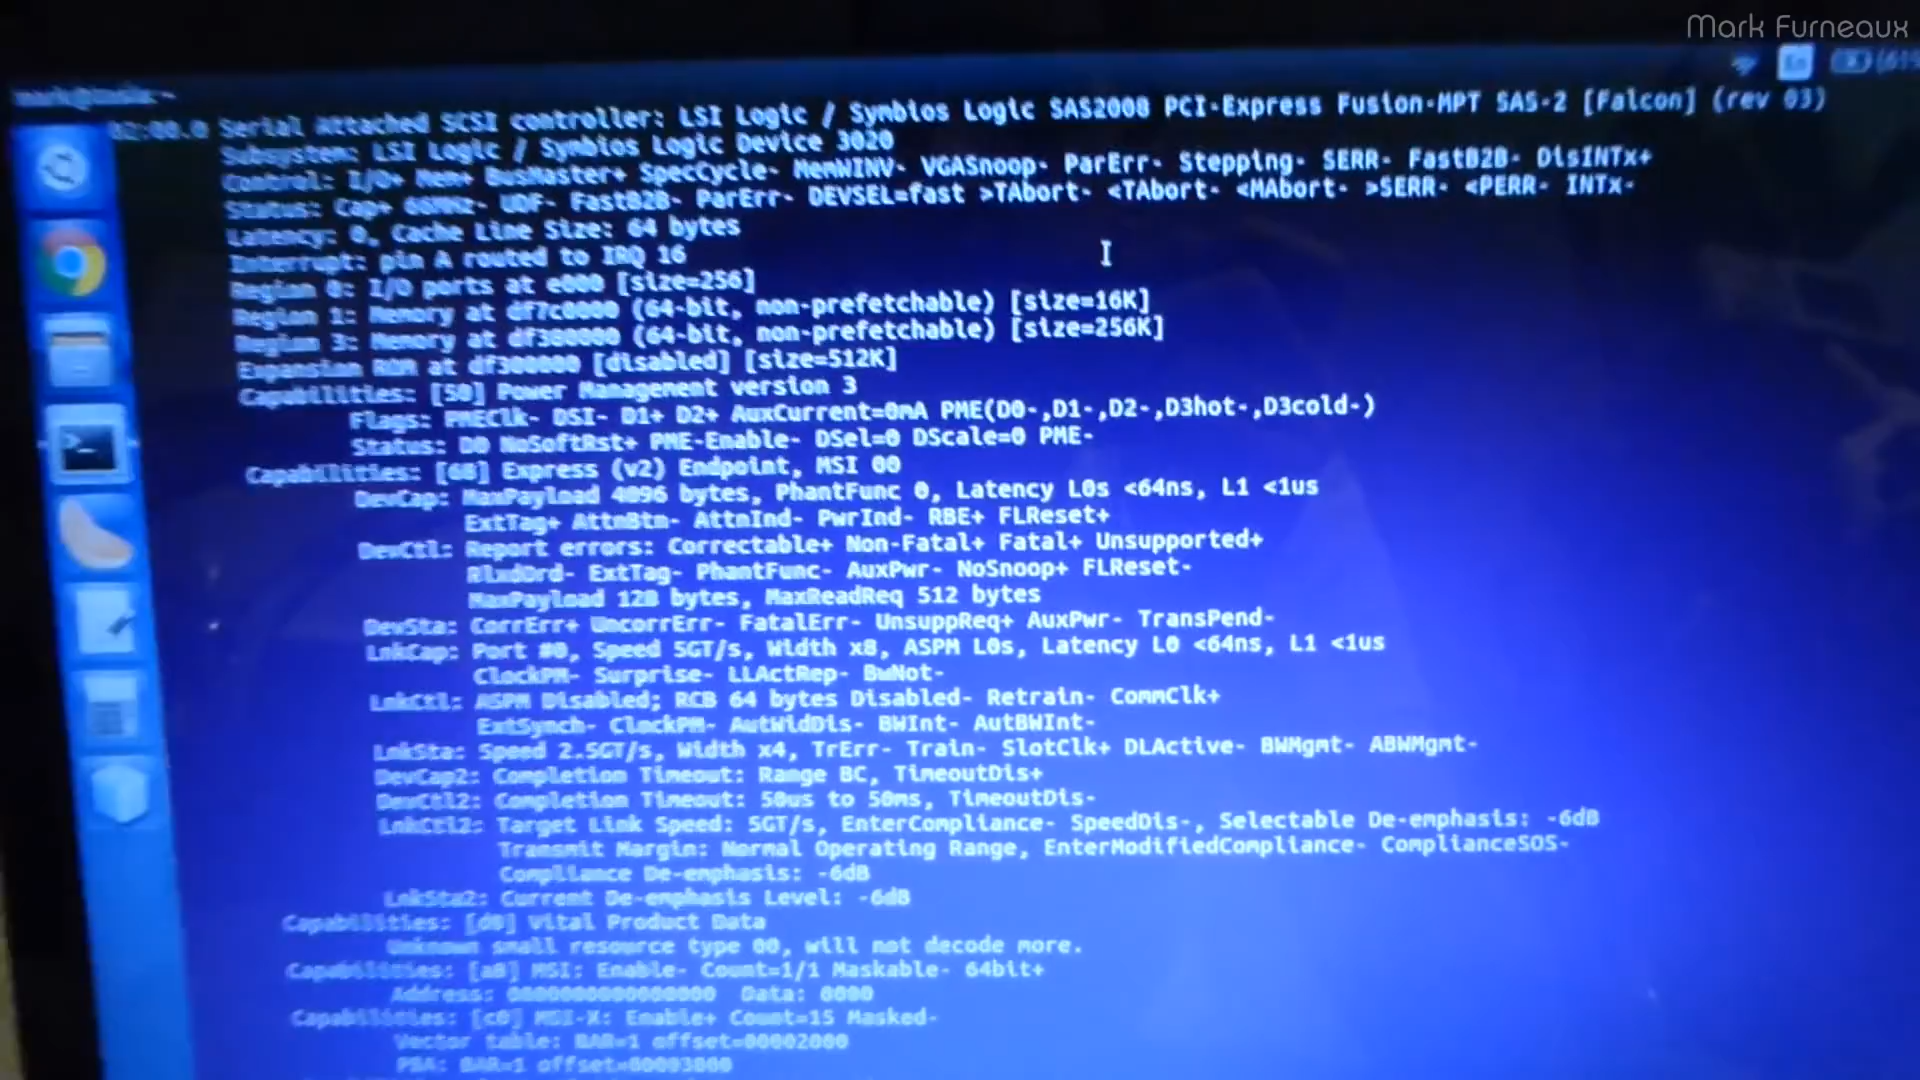 Mark Furneaux
02:00.0 Serial Attached SCSI controller: LSI Logic / Symbios Logic SAS2008 PCI-Express Fusion-MPT SAS-2 [Falcon] (rev 03)
Subsystem: LSI Logic / Symbios Logic Device 3020
Control: I/O+ Mem+ BusMaster+ SpecCycle- MemWINV- VGASnoop- ParErr- Stepping- SERR- FastB2B- DisINTx+
Status: Cap+ 66MHz- UDF- FastB2B- ParErr- DEVSEL=fast >TAbort- <TAbort- <MAbort- >SERR- <PERR- INTx-
Latency: 0, Cache Line Size: 64 bytes
Interrupt: pin A routed to IRQ 16
Region 0: I/O ports at e000 [size=256]
Region 1: Memory at df7c0000 (64-bit, non-prefetchable) [size=16K]
Region 3: Memory at df380000 (64-bit, non-prefetchable) [size=256K]
Expansion ROM at df300000 [disabled] [size=512K]
Capabilities: [50] Power Management version 3
Flags: PMEClk- DSI- D1+ D2+ AuxCurrent=0mA PME(D0-,D1-,D2-,D3hot-,D3cold-)
Status: D0 NoSoftRst+ PME-Enable- DSel=0 DScale=0 PME-
Capabilities: [68] Express (v2) Endpoint, MSI 00
DevCap: MaxPayload 4096 bytes, PhantFunc 0, Latency L0s <64ns, L1 <1us
ExtTag+ AttnBtn- AttnInd- PwrInd- RBE+ FLReset+
DevCtl: Report errors: Correctable+ Non-Fatal+ Fatal+ Unsupported+
RlxdOrd- ExtTag- PhantFunc- AuxPwr- NoSnoop+ FLReset-
MaxPayload 128 bytes, MaxReadReq 512 bytes
DevSta: CorrErr+ UncorrErr- FatalErr- UnsuppReq+ AuxPwr- TransPend-
LnkCap: Port #0, Speed 5GT/s, Width x8, ASPM L0s, Latency L0 <64ns, L1 <1us
ClockPM- Surprise- LLActRep- BwNot-
LnkCtl: ASPM Disabled; RCB 64 bytes Disabled- Retrain- CommClk+
ExtSynch- ClockPM- AutWidDis- BWInt- AutBWInt-
LnkSta: Speed 2.5GT/s, Width x4, TrErr- Train- SlotClk+ DLActive- BWMgmt- ABWMgmt-
DevCap2: Completion Timeout: Range BC, TimeoutDis+
DevCtl2: Completion Timeout: 50us to 50ms, TimeoutDis-
LnkCtl2: Target Link Speed: 5GT/s, EnterCompliance- SpeedDis-, Selectable De-emphasis: -6dB
Transmit Margin: Normal Operating Range, EnterModifiedCompliance- ComplianceSOS-
Compliance De-emphasis: -6dB
LnkSta2: Current De-emphasis Level: -6dB
Capabilities: [d0] Vital Product Data
Unknown small resource type 00, will not decode more.
Capabilities: [a8] MSI: Enable- Count=1/1 Maskable- 64bit+
Address: 0000000000000000 Data: 0000
Capabilities: [c0] MSI-X: Enable+ Count=15 Masked-
Vector table: BAR=1 offset=00002000
PBA: BAR=1 offset=00003800